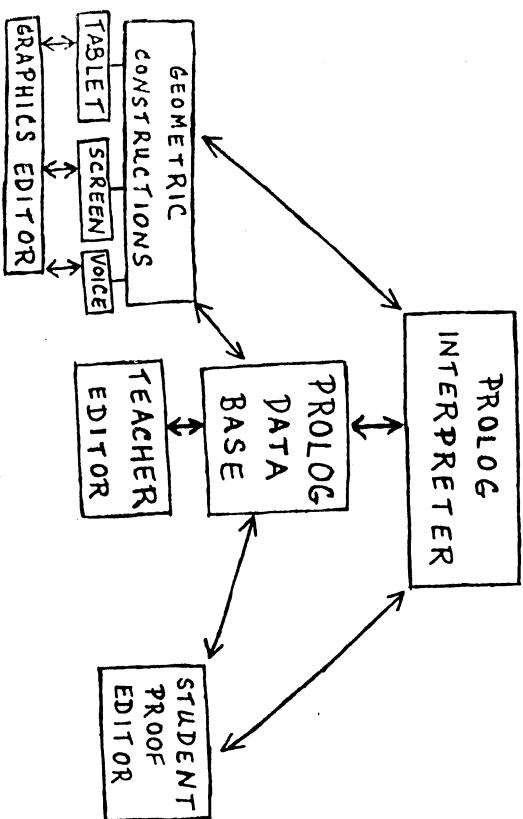 PROLOG
INTERPRETER
GEOMETRIC
CONSTRUCTIONS
TABLET
SCREEN
VOICE
GRAPHICS EDITOR
PROLOG
DATA
BASE
TEACHER
EDITOR
STUDENT
PROOF
EDITOR